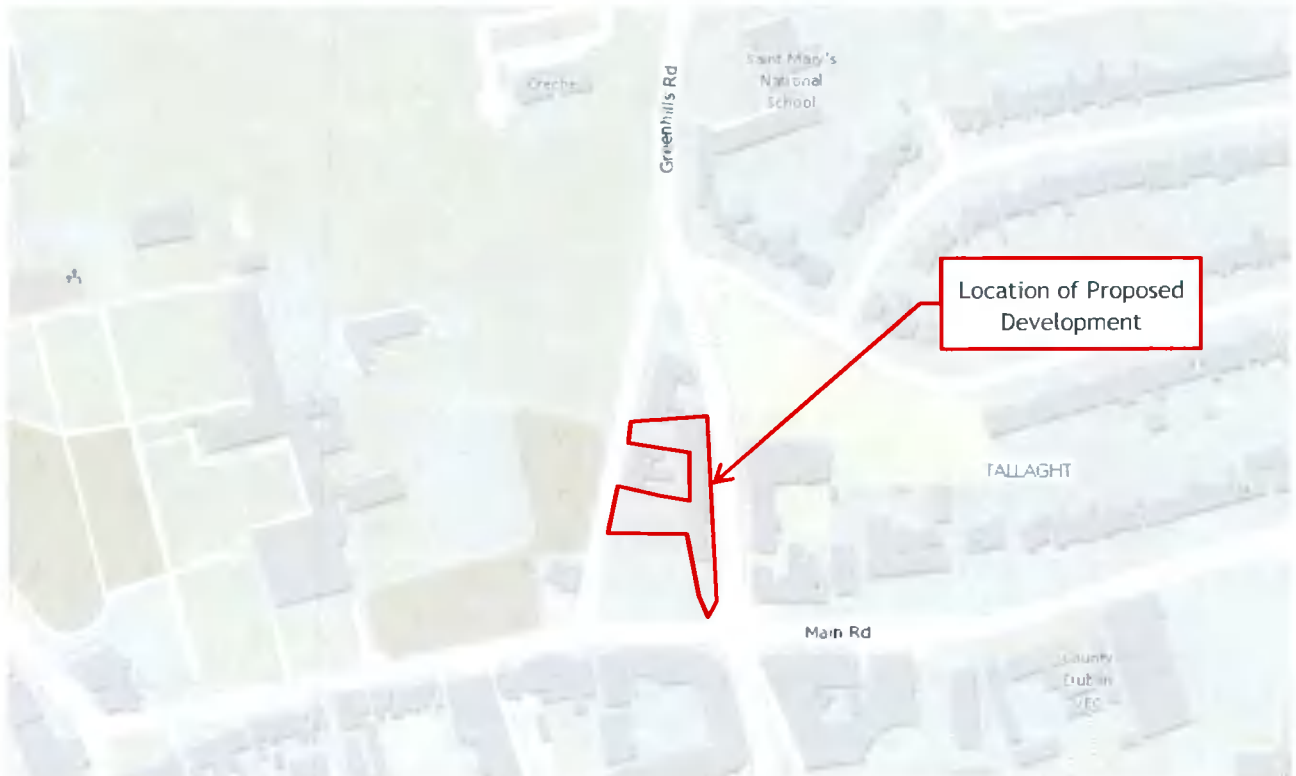 Saint Mary's
National
School
Creche
Greenhills Rd
Location of Proposed
Development
TALLAGHT
Main Rd
County
Dublin
VEC